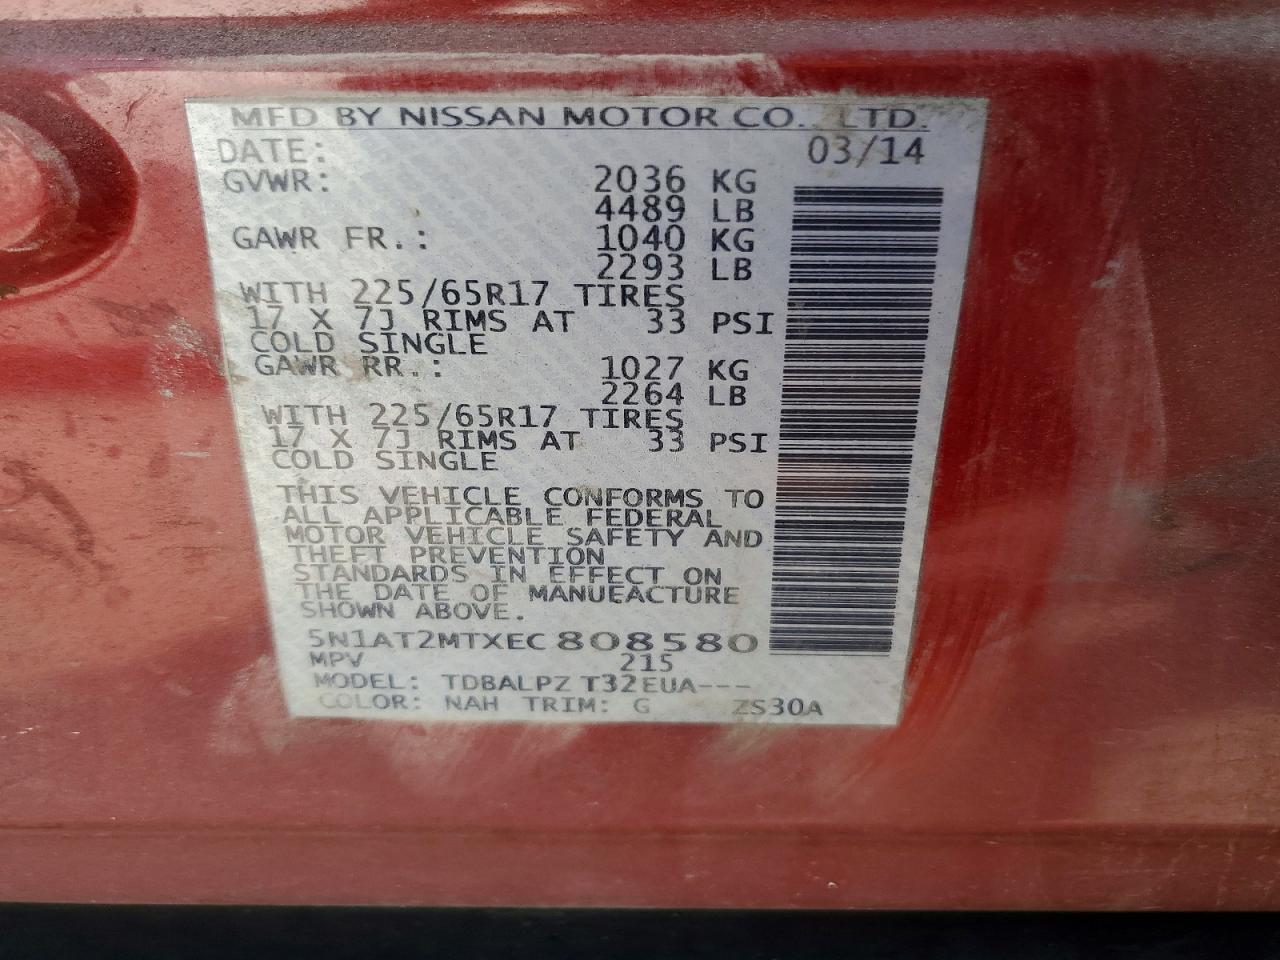 MFD BY NISSAN MOTOR CO., LTD.
DATE: 03/14
GVWR: 2036 KG
4489 LB
GAWR FR.: 1040 KG
2293 LB
WITH 225/65R17 TIRES
17 X 7J RIMS AT 33 PSI
COLD SINGLE
GAWR RR.: 1027 KG
2264 LB
WITH 225/65R17 TIRES
17 X 7J RIMS AT 33 PSI
COLD SINGLE
THIS VEHICLE CONFORMS TO
ALL APPLICABLE FEDERAL
MOTOR VEHICLE SAFETY AND
THEFT PREVENTION
STANDARDS IN EFFECT ON
THE DATE OF MANUFACTURE
SHOWN ABOVE.
5N1AT2MTXEC808580
MPV 215
MODEL: TDBALPZ T32EUA---
COLOR: NAH TRIM: G ZS30A